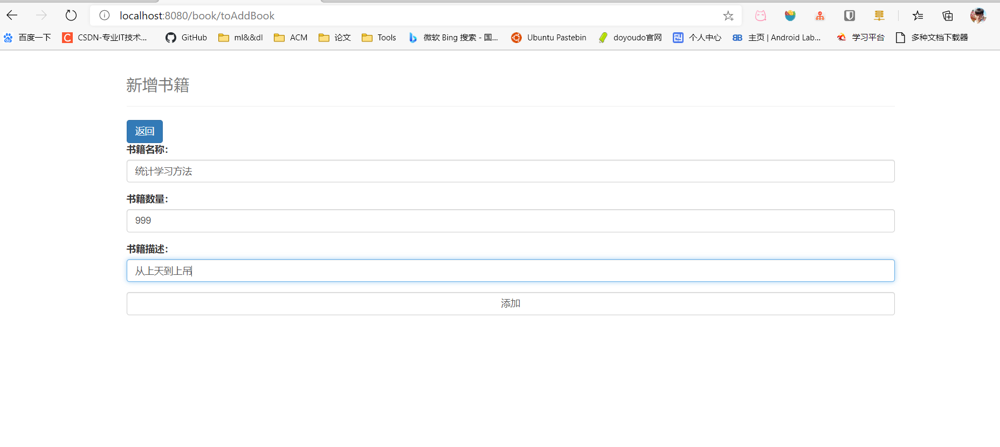 localhost:8080/book/toAddBook
百度一下 CSDN-专业IT技术... GitHub ml&&dl ACM 论文 Tools 微软 Bing 搜索 - 国... Ubuntu Pastebin doyoudo官网 个人中心 主页 | Android Lab... 学习平台 多种文档下载器
新增书籍
返回
书籍名称：
统计学习方法
书籍数量：
999
书籍描述：
从上天到上吊
添加